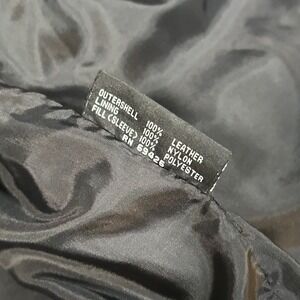 OUTERSHELL 100% LEATHER
LINING 100% NYLON
FILL(SLEEVE) 100% POLYESTER
RN 59426